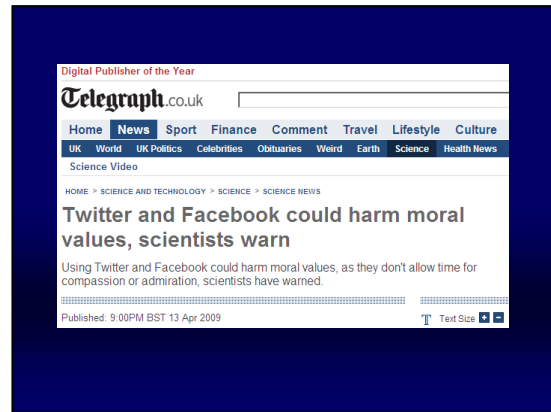 Digital Publisher of the Year
Telegraph.co.uk
Home News Sport Finance Comment Travel Lifestyle Culture
UK World UK Politics Celebrities Obituaries Weird Earth Science Health News
Science Video
HOME > SCIENCE AND TECHNOLOGY > SCIENCE > SCIENCE NEWS
Twitter and Facebook could harm moral
values, scientists warn
Using Twitter and Facebook could harm moral values, as they don't allow time for
compassion or admiration, scientists have warned.
Published: 9:00PM BST 13 Apr 2009
T Text Size + -